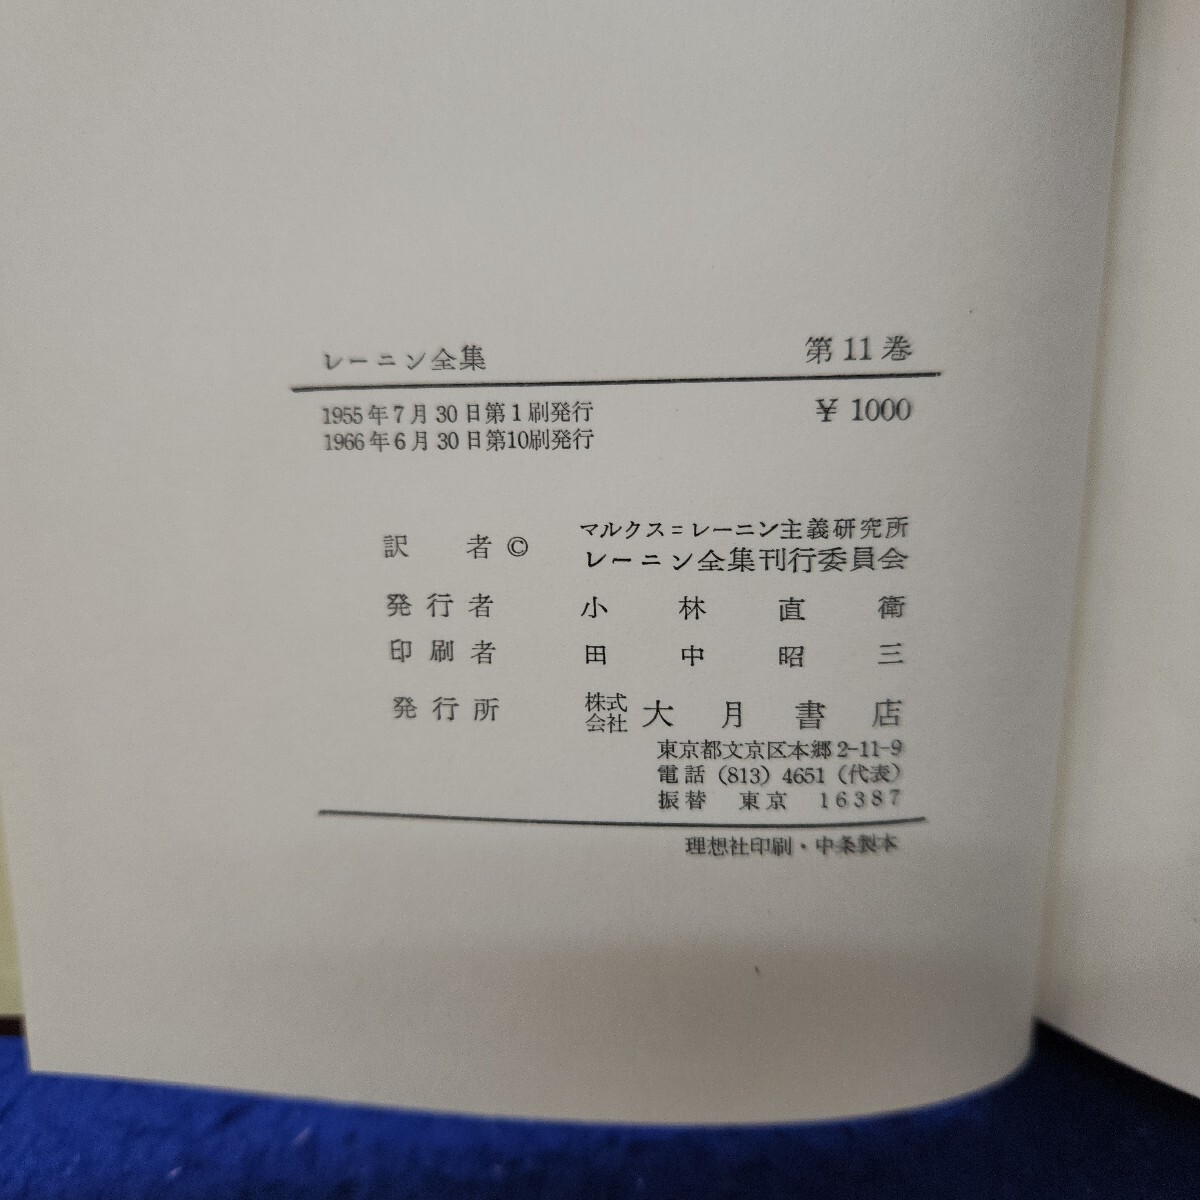 レーニン全集　第11巻
1955年7月30日第1刷発行　¥ 1000
1966年6月30日第10刷発行
訳者 © マルクス＝レーニン主義研究所
レーニン全集刊行委員会
発行者　小林直衛
印刷者　田中昭三
発行所　株式会社 大月書店
東京都文京区本郷2-11-9
電話 (813) 4651 (代表)
振替　東京　16387
理想社印刷・中条製本